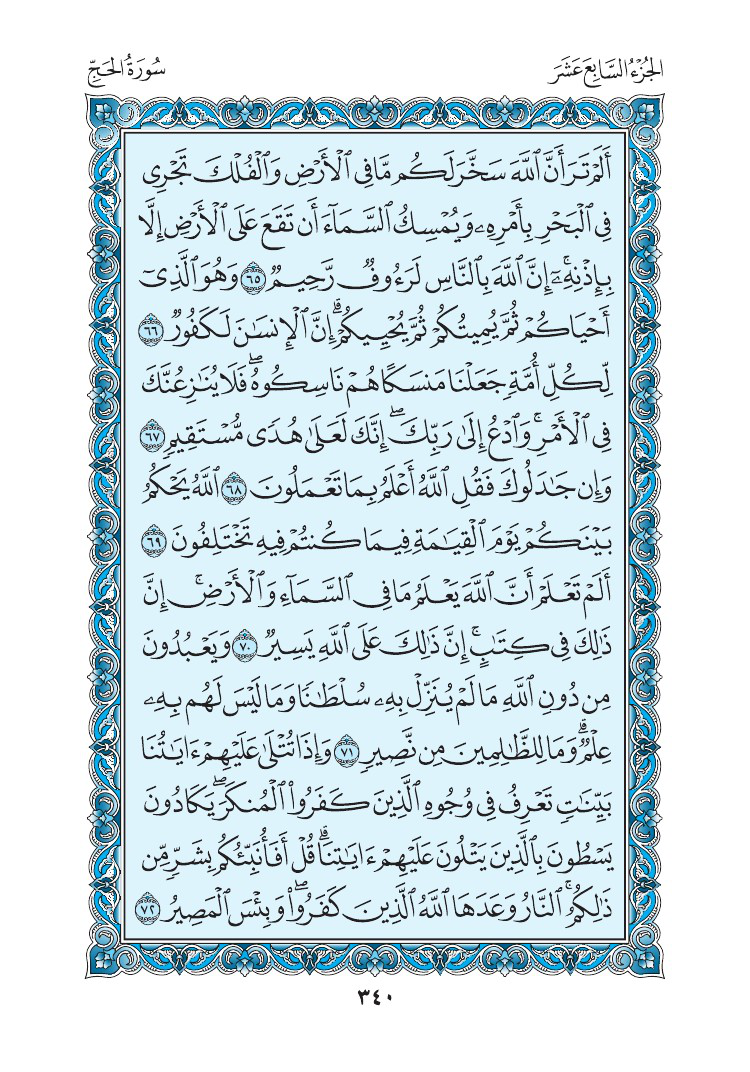 الجُزْءُ السَّابِعَ عَشَرَ
سُورَةُ الحَجِّ
أَلَمْ تَرَ أَنَّ ٱللَّهَ سَخَّرَ لَكُم مَّا فِى ٱلْأَرْضِ وَٱلْفُلْكَ تَجْرِى
فِى ٱلْبَحْرِ بِأَمْرِهِۦ وَيُمْسِكُ ٱلسَّمَآءَ أَن تَقَعَ عَلَى ٱلْأَرْضِ إِلَّا
بِإِذْنِهِۦٓ ۗ إِنَّ ٱللَّهَ بِٱلنَّاسِ لَرَءُوفٌ رَّحِيمٌ ٦٥ وَهُوَ ٱلَّذِىٓ
أَحْيَاكُمْ ثُمَّ يُمِيتُكُمْ ثُمَّ يُحْيِيكُمْ ۗ إِنَّ ٱلْإِنسَٰنَ لَكَفُورٌ ٦٦
لِّكُلِّ أُمَّةٍ جَعَلْنَا مَنسَكًا هُمْ نَاسِكُوهُ ۖ فَلَا يُنَٰزِعُنَّكَ
فِى ٱلْأَمْرِ ۚ وَٱدْعُ إِلَىٰ رَبِّكَ ۖ إِنَّكَ لَعَلَىٰ هُدًى مُّسْتَقِيمٍ ٦٧
وَإِن جَٰدَلُوكَ فَقُلِ ٱللَّهُ أَعْلَمُ بِمَا تَعْمَلُونَ ٦٨ ٱللَّهُ يَحْكُمُ
بَيْنَكُمْ يَوْمَ ٱلْقِيَٰمَةِ فِيمَا كُنتُمْ فِيهِ تَخْتَلِفُونَ ٦٩
أَلَمْ تَعْلَمْ أَنَّ ٱللَّهَ يَعْلَمُ مَا فِى ٱلسَّمَآءِ وَٱلْأَرْضِ ۚ إِنَّ
ذَٰلِكَ فِى كِتَٰبٍ ۚ إِنَّ ذَٰلِكَ عَلَى ٱللَّهِ يَسِيرٌ ٧٠ وَيَعْبُدُونَ
مِن دُونِ ٱللَّهِ مَا لَمْ يُنَزِّلْ بِهِۦ سُلْطَٰنًا وَمَا لَيْسَ لَهُم بِهِۦ
عِلْمٌ ۗ وَمَا لِلظَّٰلِمِينَ مِن نَّصِيرٍ ٧١ وَإِذَا تُتْلَىٰ عَلَيْهِمْ ءَايَٰتُنَا
بَيِّنَٰتٍ تَعْرِفُ فِى وُجُوهِ ٱلَّذِينَ كَفَرُوا۟ ٱلْمُنكَرَ ۖ يَكَادُونَ
يَسْطُونَ بِٱلَّذِينَ يَتْلُونَ عَلَيْهِمْ ءَايَٰتِنَا ۗ قُلْ أَفَأُنَبِّئُكُم بِشَرٍّ مِّن
ذَٰلِكُمُ ۚ ٱلنَّارُ وَعَدَهَا ٱللَّهُ ٱلَّذِينَ كَفَرُوا۟ ۖ وَبِئْسَ ٱلْمَصِيرُ ٧٢
٣٤٠